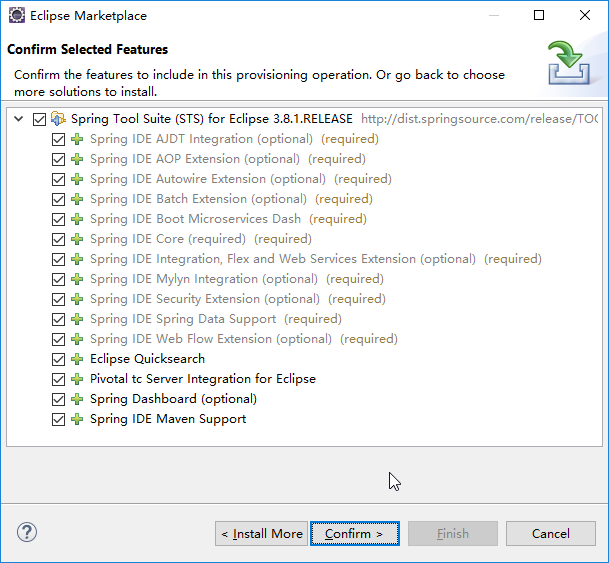 Eclipse Marketplace
Confirm Selected Features
Confirm the features to include in this provisioning operation. Or go back to choose
more solutions to install.
Spring Tool Suite (STS) for Eclipse 3.8.1.RELEASE http://dist.springsource.com/release/TOO
Spring IDE AJDT Integration (optional) (required)
Spring IDE AOP Extension (optional) (required)
Spring IDE Autowire Extension (optional) (required)
Spring IDE Batch Extension (optional) (required)
Spring IDE Boot Microservices Dash (required)
Spring IDE Core (required) (required)
Spring IDE Integration, Flex and Web Services Extension (optional) (required)
Spring IDE Mylyn Integration (optional) (required)
Spring IDE Security Extension (optional) (required)
Spring IDE Spring Data Support (required)
Spring IDE Web Flow Extension (optional) (required)
Eclipse Quicksearch
Pivotal tc Server Integration for Eclipse
Spring Dashboard (optional)
Spring IDE Maven Support
? < Install More Confirm > Finish Cancel